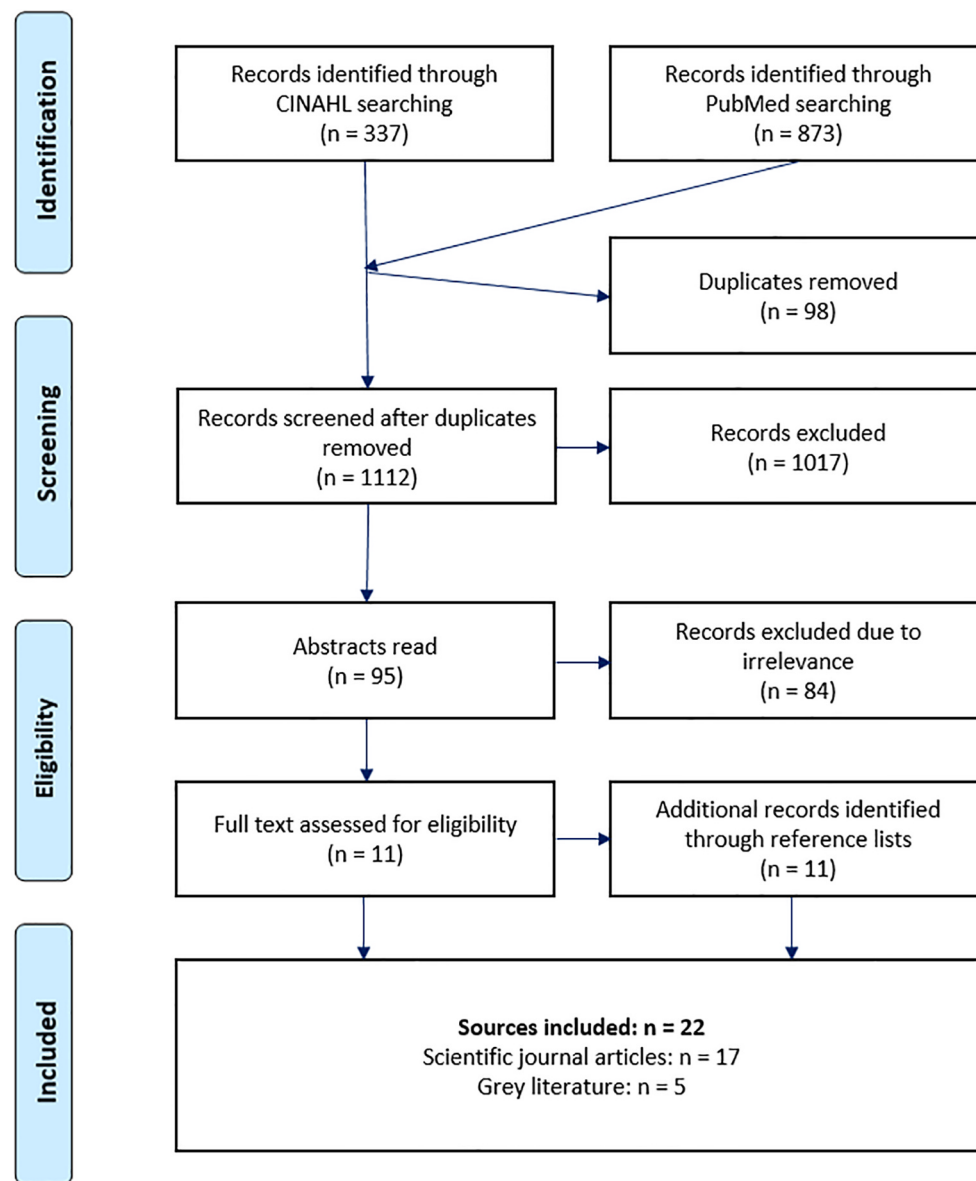 Identification
Records identified through
CINAHL searching
(n = 337)
Records identified through
PubMed searching
(n = 873)
Duplicates removed
(n = 98)
Screening
Records screened after duplicates
removed
(n = 1112)
Records excluded
(n = 1017)
Eligibility
Abstracts read
(n = 95)
Records excluded due to
irrelevance
(n = 84)
Full text assessed for eligibility
(n = 11)
Additional records identified
through reference lists
(n = 11)
Included
Sources included: n = 22
Scientific journal articles: n = 17
Grey literature: n = 5